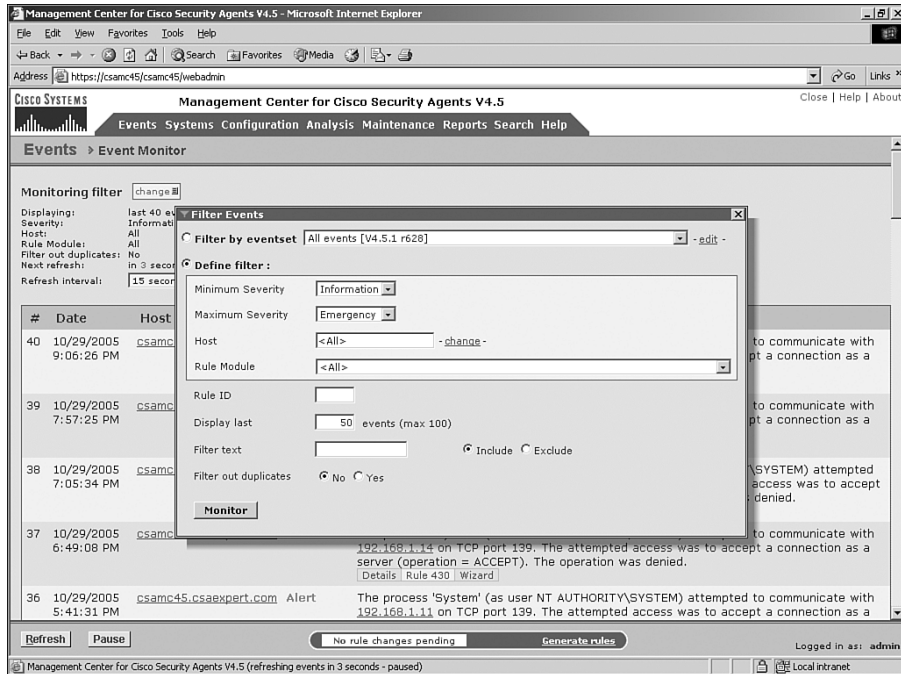 Management Center for Cisco Security Agents V4.5 - Microsoft Internet Explorer
File Edit View Favorites Tools Help
Back Search Favorites Media
Address https://csamc45/csamc45/webadmin Go Links »
CISCO SYSTEMS
Management Center for Cisco Security Agents V4.5
Close | Help | About
Events Systems Configuration Analysis Maintenance Reports Search Help
Events > Event Monitor
Monitoring filter change
Displaying: last 40 ev
Severity: Informati
Host: All
Rule Module: All
Filter out duplicates: No
Next refresh: in 3 secon
Refresh interval: 15 secon
Filter Events
Filter by eventset All events [V4.5.1 r628] - edit -
Define filter :
Minimum Severity Information
Maximum Severity Emergency
Host <All> - change -
Rule Module <All>
Rule ID
Display last 50 events (max 100)
Filter text Include Exclude
Filter out duplicates No Yes
Monitor
# Date Host
40 10/29/2005 csamc to communicate with
9:06:26 PM pt a connection as a
39 10/29/2005 csamc to communicate with
7:57:25 PM pt a connection as a
38 10/29/2005 csamc \SYSTEM) attempted
7:05:34 PM access was to accept
denied.
37 10/29/2005 to communicate with
6:49:08 PM 192.168.1.14 on TCP port 139. The attempted access was to accept a connection as a
server (operation = ACCEPT). The operation was denied.
Details Rule 430 Wizard
36 10/29/2005 csamc45.csaexpert.com Alert The process 'System' (as user NT AUTHORITY\SYSTEM) attempted to communicate with
5:41:31 PM 192.168.1.11 on TCP port 139. The attempted access was to accept a connection as a
Refresh Pause No rule changes pending Generate rules Logged in as: admin
Management Center for Cisco Security Agents V4.5 (refreshing events in 3 seconds - paused) Local intranet